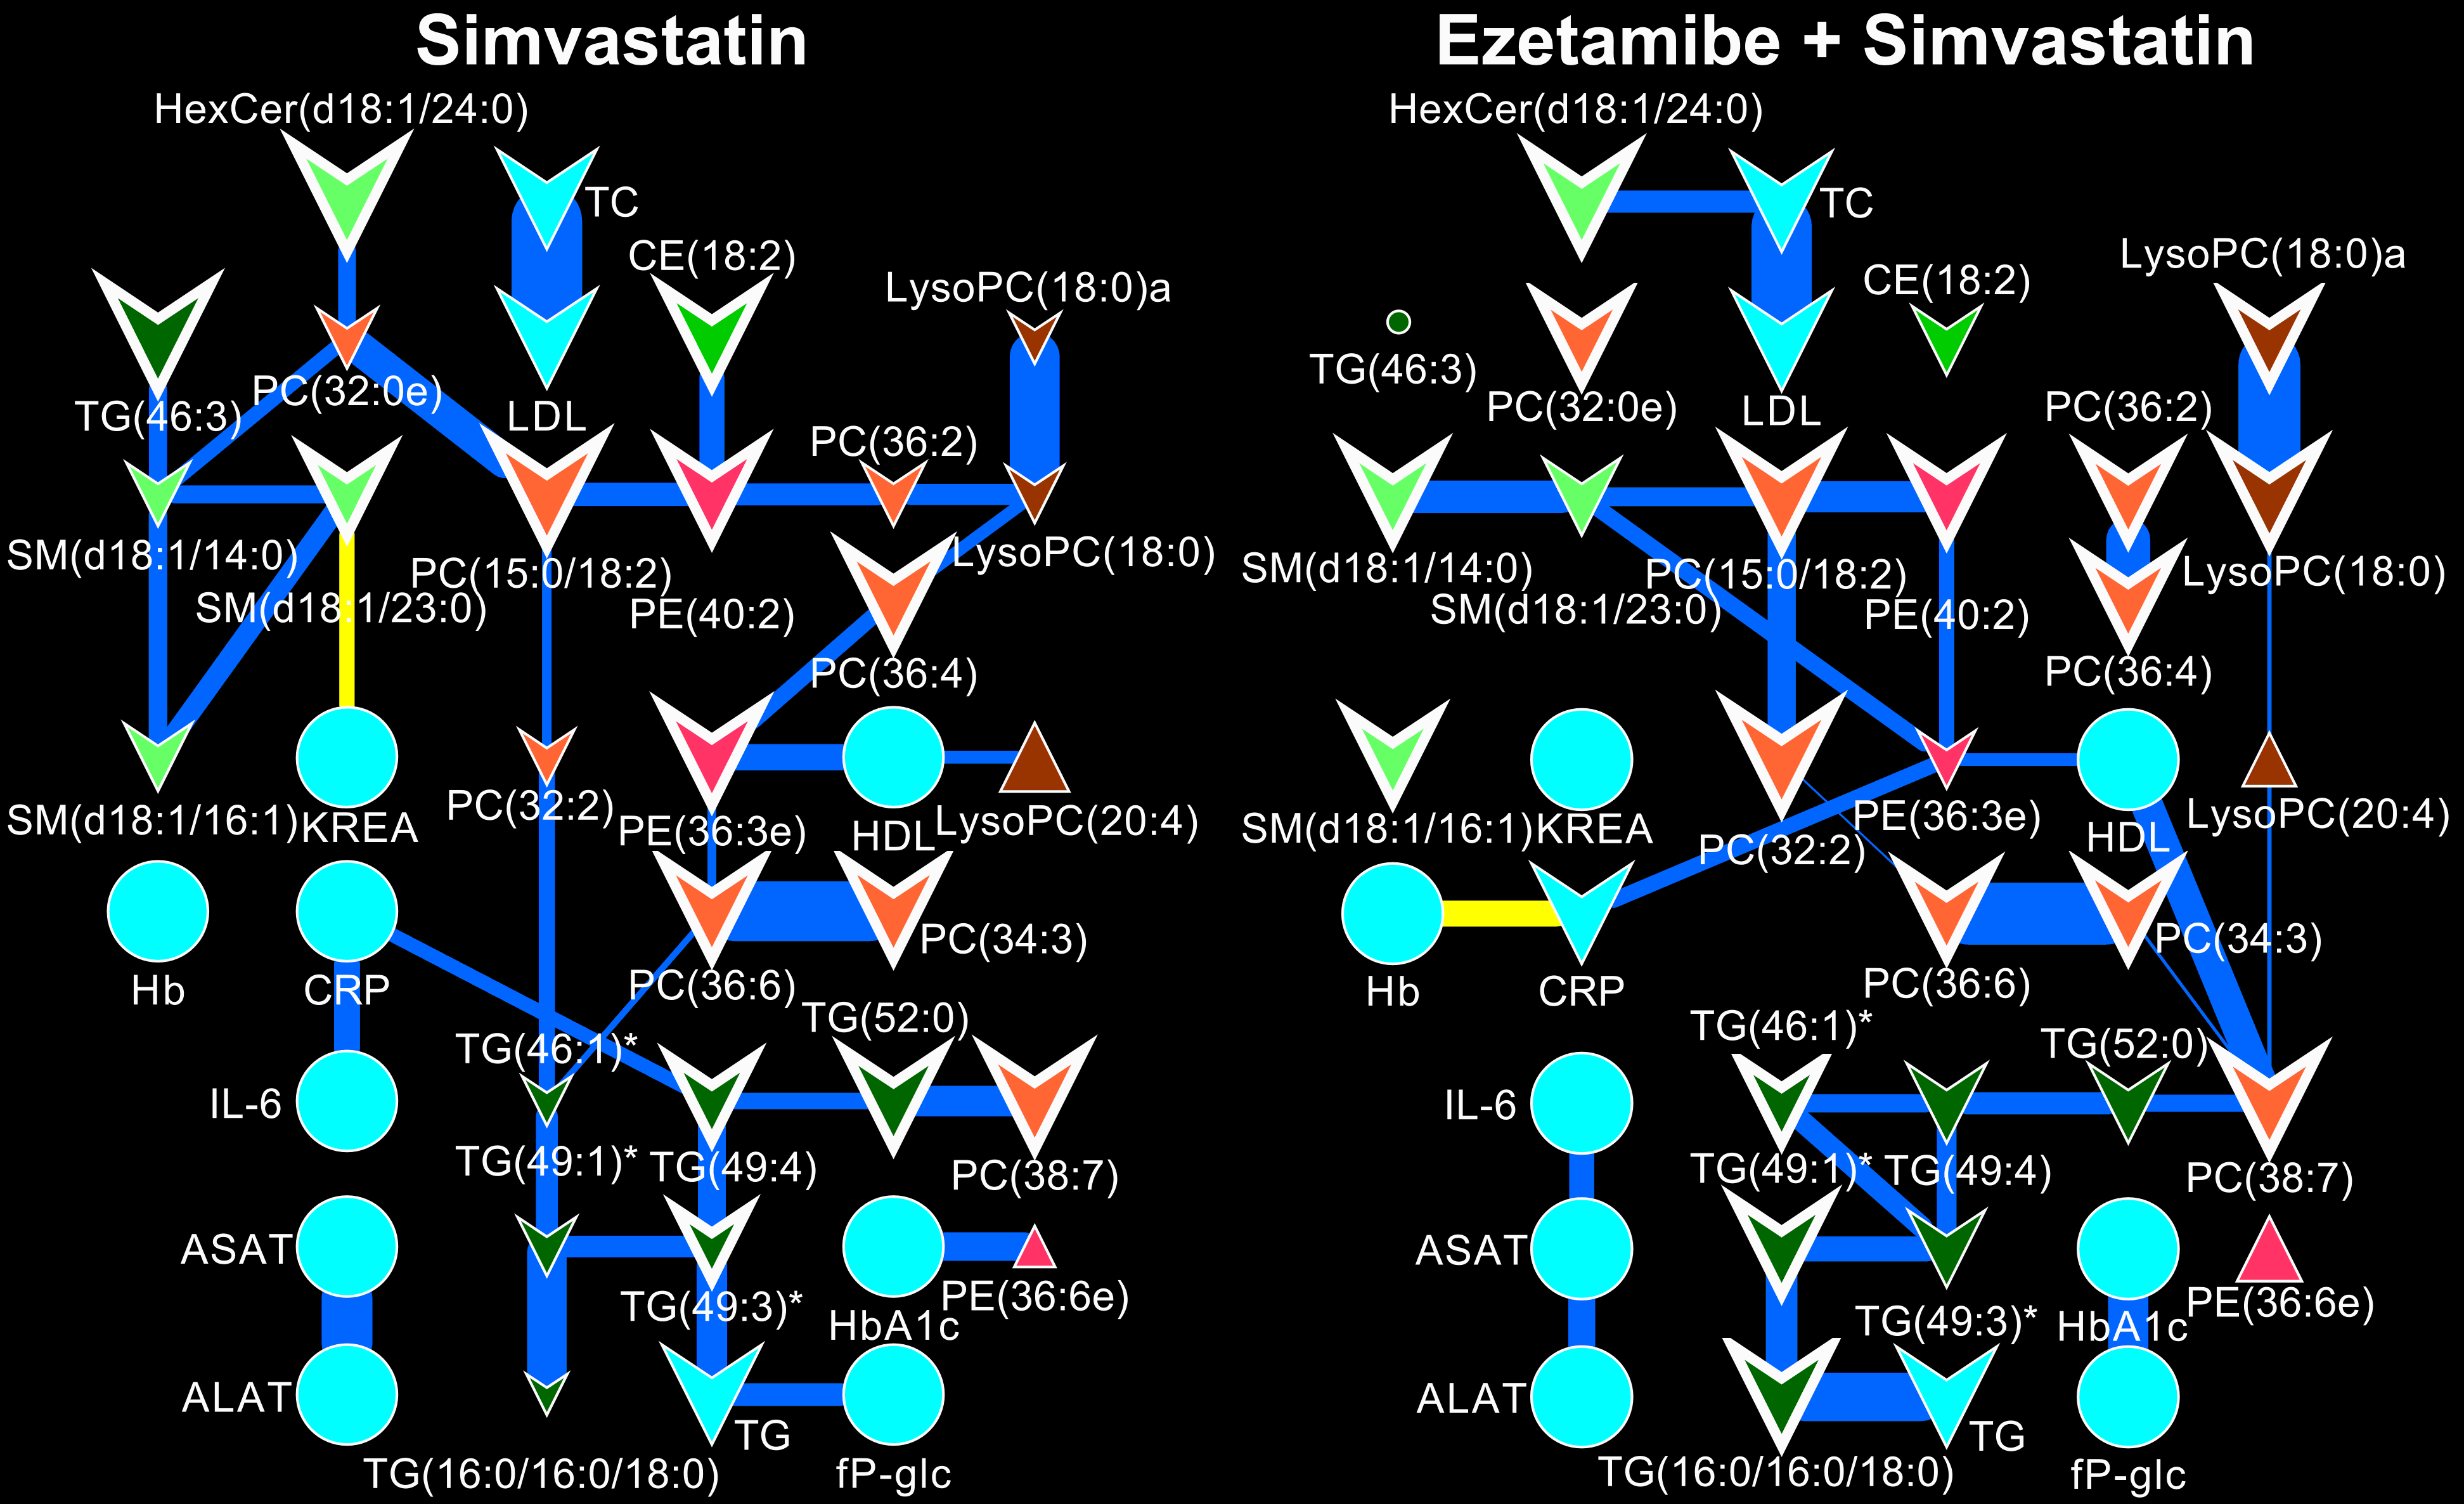 Simvastatin
HexCer(d18:1/24:0)
TC
CE(18:2)
LysoPC(18:0)a
TG(46:3)
PC(32:0e)
LDL
PC(36:2)
SM(d18:1/14:0)
SM(d18:1/23:0)
PC(15:0/18:2)
PE(40:2)
LysoPC(18:0)
PC(36:4)
SM(d18:1/16:1)
KREA
PC(32:2)
PE(36:3e)
HDL
LysoPC(20:4)
Hb
CRP
PC(36:6)
PC(34:3)
TG(52:0)
IL-6
TG(46:1)*
TG(49:1)*
TG(49:4)
PC(38:7)
ASAT
TG(49:3)*
HbA1c
PE(36:6e)
ALAT
TG(16:0/16:0/18:0)
TG
fP-glc
Ezetamibe + Simvastatin
HexCer(d18:1/24:0)
TC
CE(18:2)
LysoPC(18:0)a
TG(46:3)
PC(32:0e)
LDL
PC(36:2)
SM(d18:1/14:0)
SM(d18:1/23:0)
PC(15:0/18:2)
PE(40:2)
LysoPC(18:0)
PC(36:4)
SM(d18:1/16:1)
KREA
PC(32:2)
PE(36:3e)
HDL
LysoPC(20:4)
Hb
CRP
PC(36:6)
PC(34:3)
TG(46:1)*
TG(52:0)
IL-6
TG(49:1)*
TG(49:4)
PC(38:7)
ASAT
TG(49:3)*
HbA1c
PE(36:6e)
ALAT
TG(16:0/16:0/18:0)
TG
fP-glc